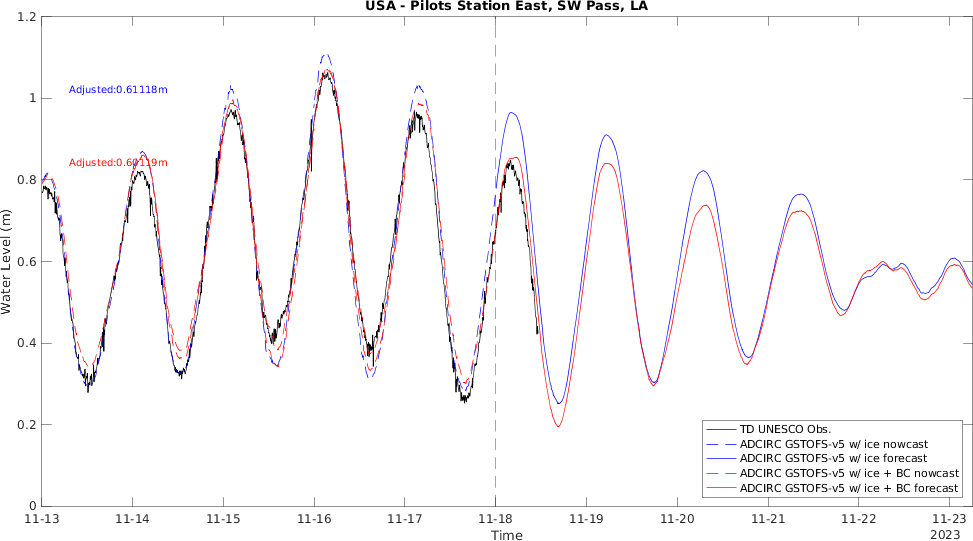 USA - Pilots Station East, SW Pass, LA
Water Level (m)
1.2
1
0.8
0.6
0.4
0.2
0
Adjusted:0.61118m
Adjusted:0.60119m
TD UNESCO Obs.
ADCIRC GSTOFS-v5 w/ ice nowcast
ADCIRC GSTOFS-v5 w/ ice forecast
ADCIRC GSTOFS-v5 w/ ice + BC nowcast
ADCIRC GSTOFS-v5 w/ ice + BC forecast
11-13 11-14 11-15 11-16 11-17 11-18 11-19 11-20 11-21 11-22 11-23
Time
2023